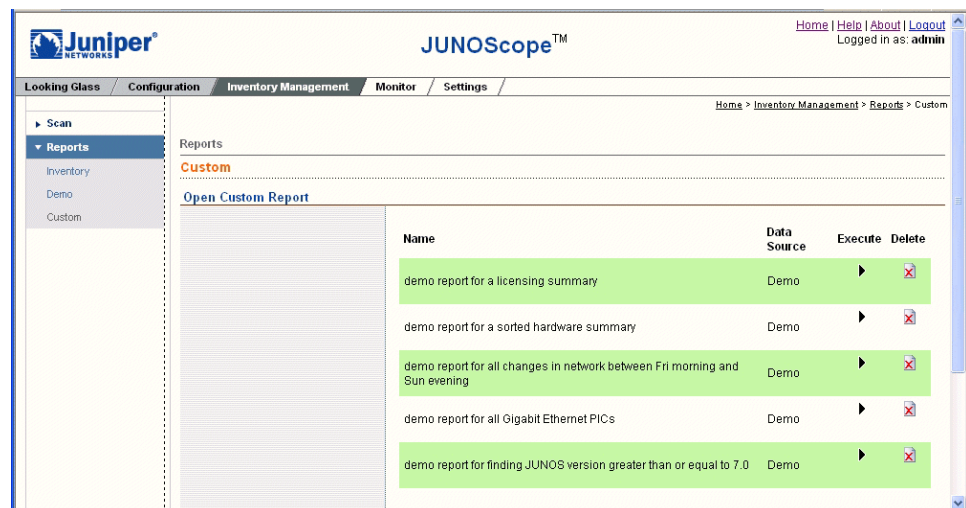 Juniper®
NETWORKS
JUNOScope™
Home | Help | About | Logout
Logged in as: admin
Looking Glass / Configuration / Inventory Management / Monitor / Settings /
Home > Inventory Management > Reports > Custom
Scan
Reports
Inventory
Demo
Custom
Reports
Custom
Open Custom Report
Name Data Source Execute Delete
demo report for a licensing summary Demo
demo report for a sorted hardware summary Demo
demo report for all changes in network between Fri morning and
Sun evening Demo
demo report for all Gigabit Ethernet PICs Demo
demo report for finding JUNOS version greater than or equal to 7.0 Demo